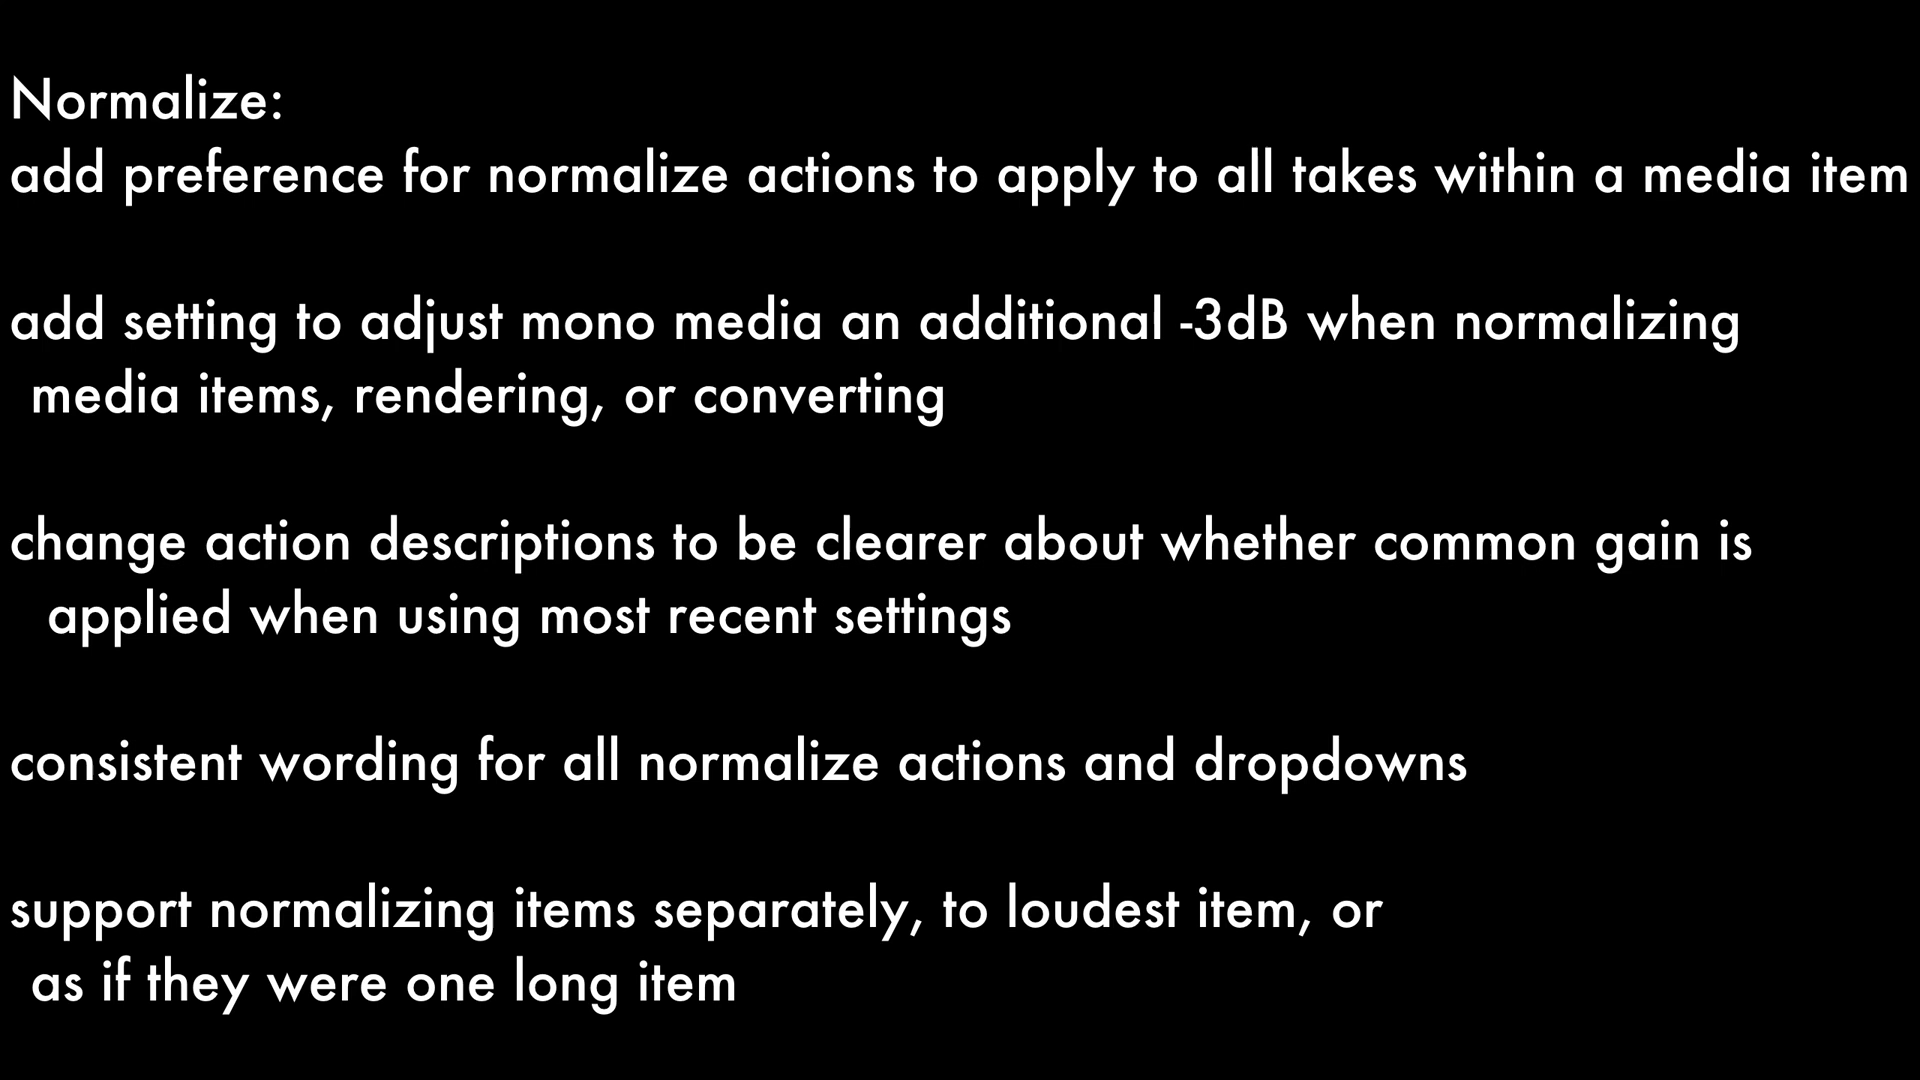 Normalize:
add preference for normalize actions to apply to all takes within a media item
add setting to adjust mono media an additional -3dB when normalizing
media items, rendering, or converting
change action descriptions to be clearer about whether common gain is
applied when using most recent settings
consistent wording for all normalize actions and dropdowns
support normalizing items separately, to loudest item, or
as if they were one long item